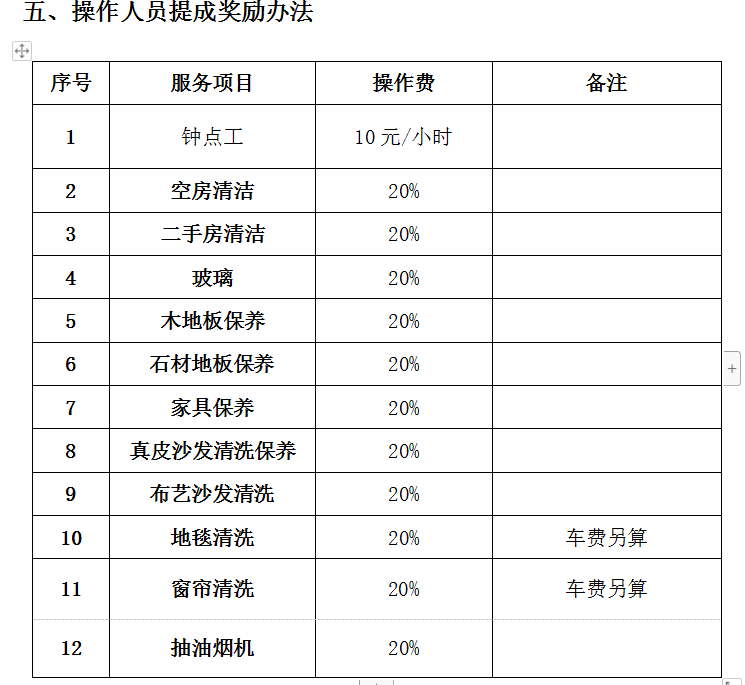 五、操作人员提成奖励办法
序号 服务项目 操作费 备注
1 钟点工 10元/小时
2 空房清洁 20%
3 二手房清洁 20%
4 玻璃 20%
5 木地板保养 20%
6 石材地板保养 20%
7 家具保养 20%
8 真皮沙发清洗保养 20%
9 布艺沙发清洗 20%
10 地毯清洗 20% 车费另算
11 窗帘清洗 20% 车费另算
12 抽油烟机 20%